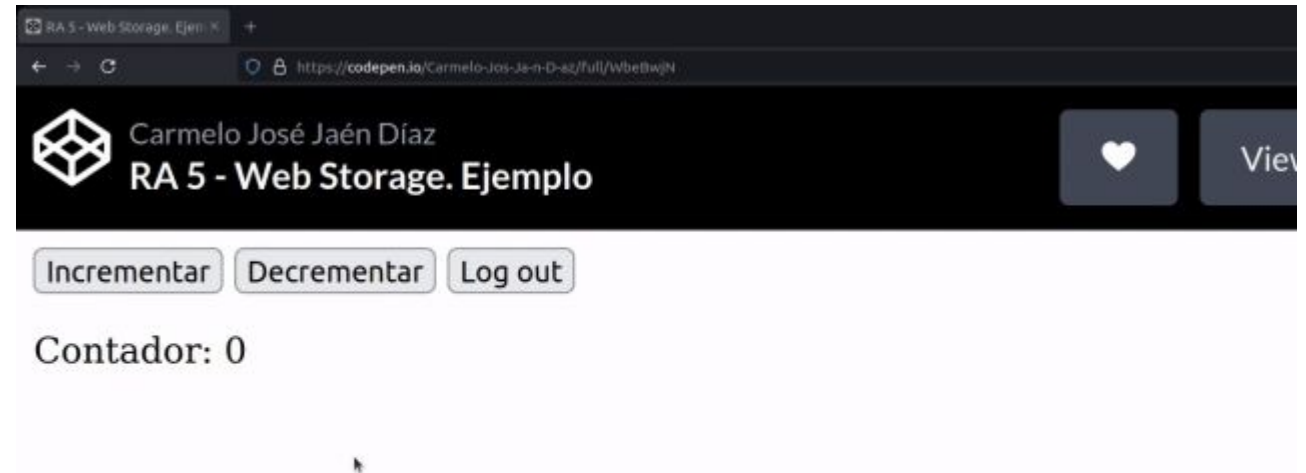 RA 5 - Web Storage. Ejem
https://codepen.io/Carmelo-Jos-Ja-n-D-az/full/WbeBwjN
Carmelo José Jaén Díaz
RA 5 - Web Storage. Ejemplo
View
Incrementar Decrementar Log out
Contador: 0